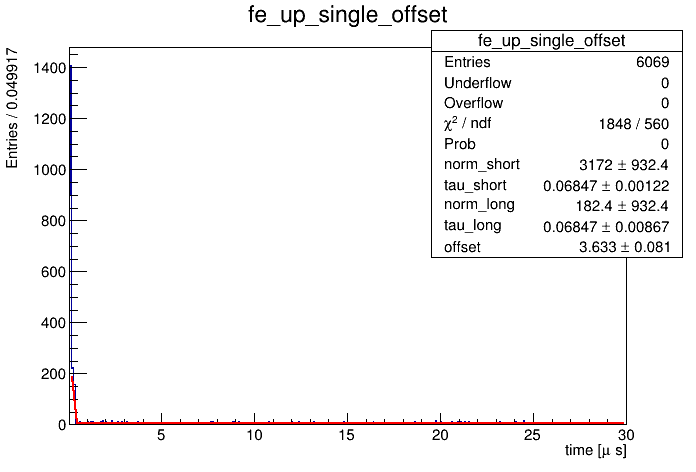 fe_up_single_offset
fe_up_single_offset
Entries 6069
Underflow 0
Overflow 0
χ² / ndf 1848 / 560
Prob 0
norm_short 3172 ± 932.4
tau_short 0.06847 ± 0.00122
norm_long 182.4 ± 932.4
tau_long 0.06847 ± 0.00867
offset 3.633 ± 0.081
Entries / 0.049917
1400
1200
1000
800
600
400
200
0
5 10 15 20 25 30
time [μ s]